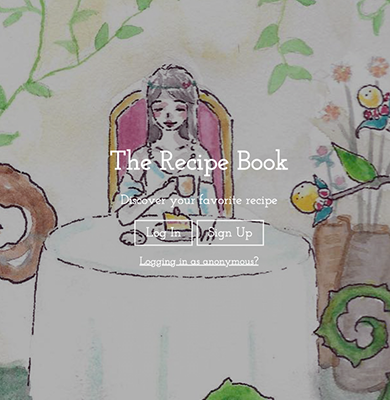 The Recipe Book
Discover your favorite recipe
Log In
Sign Up
Logging in as anonymous?